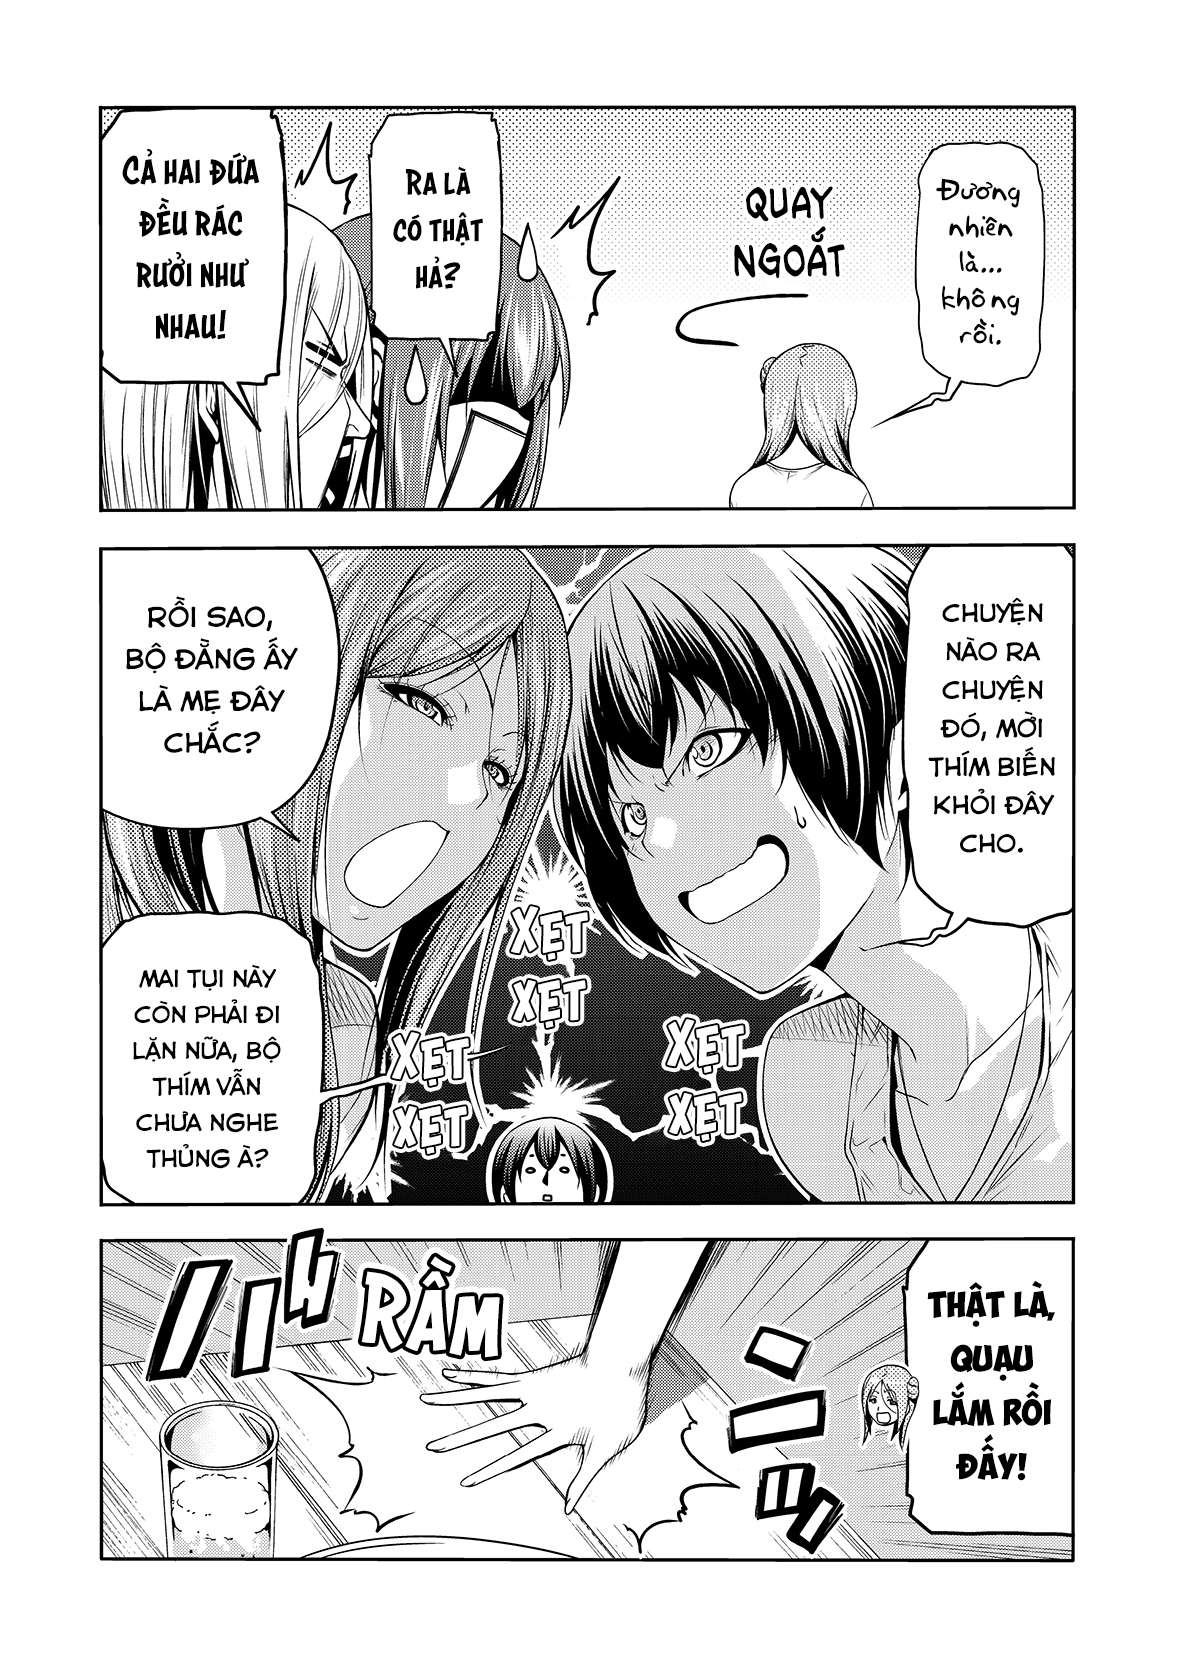 Đương
nhiên
là...
không
rồi.
QUAY
NGOẮT
RA LÀ
CÓ THẬT
HẢ?
CẢ HAI ĐỨA
ĐỀU RÁC
RƯỞI NHƯ
NHAU!
CHUYỆN
NÀO RA
CHUYỆN
ĐÓ, MỜI
THÍM BIẾN
KHỎI ĐÂY
CHO.
RỒI SAO,
BỘ ĐẰNG ẤY
LÀ MẸ ĐÂY
CHẮC?
MAI TỤI NÀY
CÒN PHẢI ĐI
LẶN NỮA, BỘ
THÍM VẪN
CHƯA NGHE
THỦNG À?
XẸT
XẸT
XẸT
XẸT
XẸT
XẸT
THẬT LÀ,
QUẠU
LẮM RỒI
ĐẤY!
RẦM